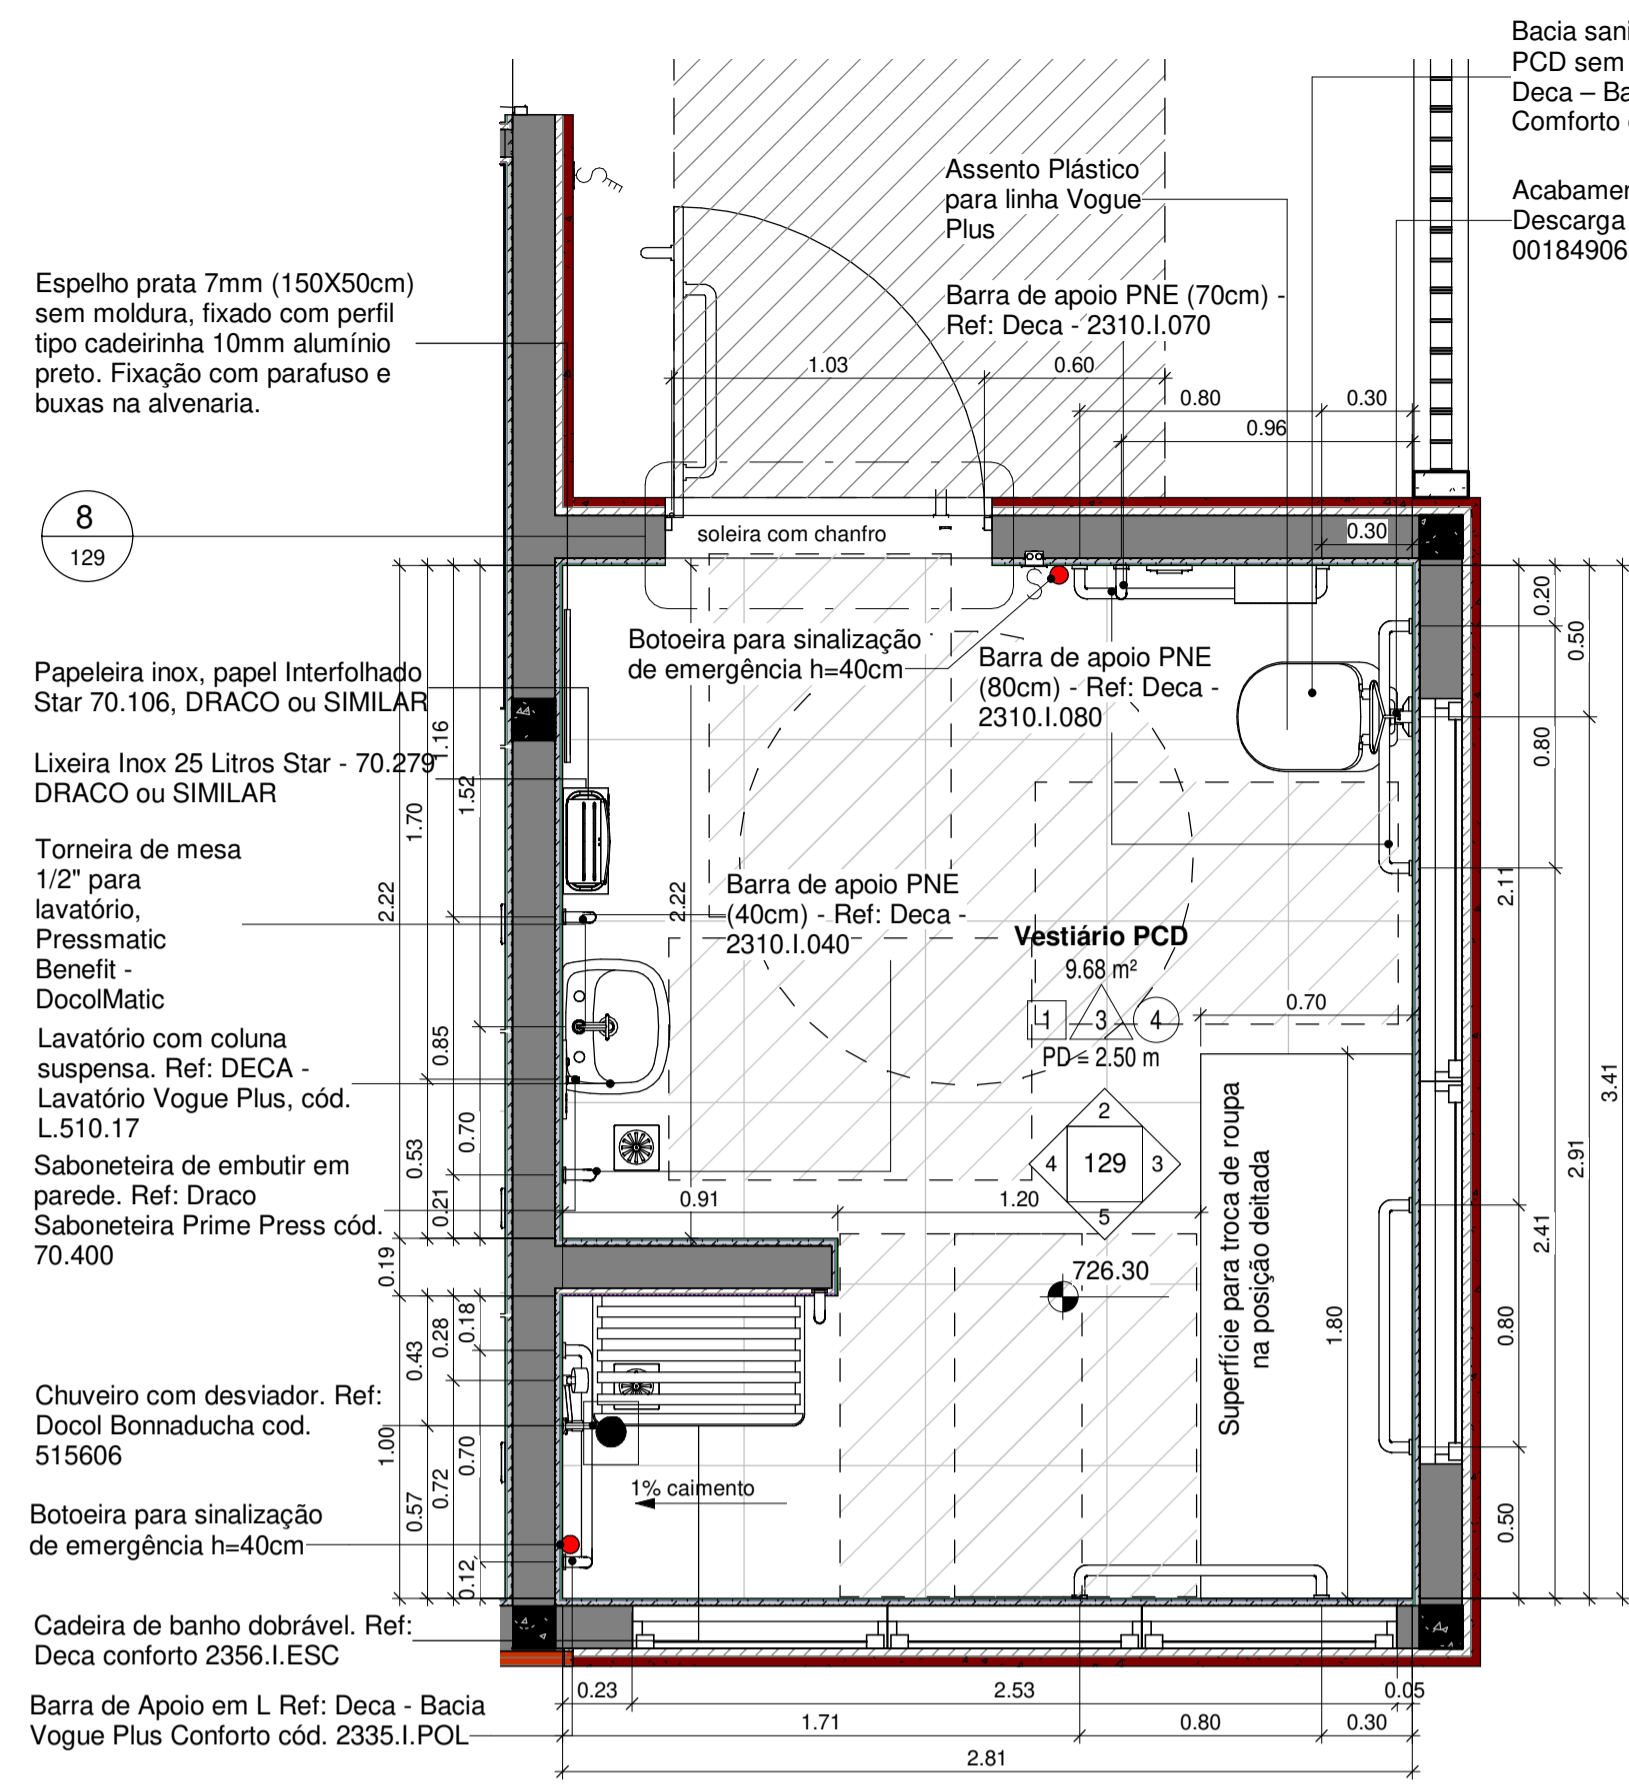 Bacia sani
PCD sem
Deca – Ba
Comforto
Acabamen
Descarga
00184906
Assento Plástico
para linha Vogue
Plus
Barra de apoio PNE (70cm) -
Ref: Deca - 2310.I.070
Espelho prata 7mm (150X50cm)
sem moldura, fixado com perfil
tipo cadeirinha 10mm alumínio
preto. Fixação com parafuso e
buxas na alvenaria.
1.03
0.60
0.80
0.30
0.96
0.30
8
129
soleira com chanfro
Botoeira para sinalização
de emergência h=40cm
Barra de apoio PNE
(80cm) - Ref: Deca -
2310.I.080
Papeleira inox, papel Interfolhado
Star 70.106, DRACO ou SIMILAR
Lixeira Inox 25 Litros Star - 70.279
DRACO ou SIMILAR
Torneira de mesa
1/2" para
lavatório,
Pressmatic
Benefit -
DocolMatic
Lavatório com coluna
suspensa. Ref: DECA -
Lavatório Vogue Plus, cód.
L.510.17
Saboneteira de embutir em
parede. Ref: Draco
Saboneteira Prime Press cód.
70.400
2.22
1.70
1.16
1.52
2.22
0.85
0.70
0.53
0.21
0.19
Barra de apoio PNE
(40cm) - Ref: Deca -
2310.I.040
Vestiário PCD
9.68 m²
1
3
4
PD = 2.50 m
0.70
2
4
129
3
5
0.91
1.20
726.30
Superfície para troca de roupa
na posição deitada
1.80
0.20
0.50
0.80
2.11
3.41
2.91
2.41
0.80
0.50
0.18
0.28
0.43
1.00
0.70
0.72
0.57
0.12
Chuveiro com desviador. Ref:
Docol Bonnaducha cod.
515606
1% caimento
Botoeira para sinalização
de emergência h=40cm
Cadeira de banho dobrável. Ref:
Deca conforto 2356.I.ESC
Barra de Apoio em L Ref: Deca - Bacia
Vogue Plus Conforto cód. 2335.I.POL
0.23
2.53
0.05
1.71
0.80
0.30
2.81